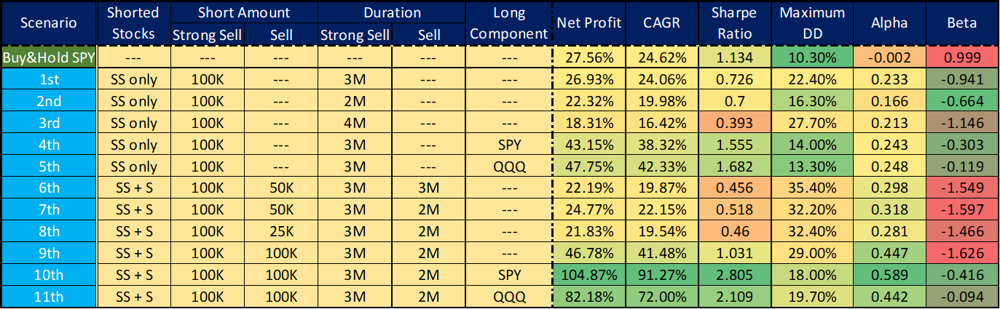 Scenario Shorted Stocks Short Amount Duration Long Component Net Profit CAGR Sharpe Ratio Maximum DD Alpha Beta
Strong Sell Sell Strong Sell Sell
Buy&Hold SPY --- --- --- --- --- --- 27.56% 24.62% 1.134 10.30% -0.002 0.999
1st SS only 100K --- 3M --- --- 26.93% 24.06% 0.726 22.40% 0.233 -0.941
2nd SS only 100K --- 2M --- --- 22.32% 19.98% 0.7 16.30% 0.166 -0.664
3rd SS only 100K --- 4M --- --- 18.31% 16.42% 0.393 27.70% 0.213 -1.146
4th SS only 100K --- 3M --- SPY 43.15% 38.32% 1.555 14.00% 0.243 -0.303
5th SS only 100K --- 3M --- QQQ 47.75% 42.33% 1.682 13.30% 0.248 -0.119
6th SS + S 100K 50K 3M 3M --- 22.19% 19.87% 0.456 35.40% 0.298 -1.549
7th SS + S 100K 50K 3M 2M --- 24.77% 22.15% 0.518 32.20% 0.318 -1.597
8th SS + S 100K 25K 3M 2M --- 21.83% 19.54% 0.46 32.40% 0.281 -1.466
9th SS + S 100K 100K 3M 2M --- 46.78% 41.48% 1.031 29.00% 0.447 -1.626
10th SS + S 100K 100K 3M 2M SPY 104.87% 91.27% 2.805 18.00% 0.589 -0.416
11th SS + S 100K 100K 3M 2M QQQ 82.18% 72.00% 2.109 19.70% 0.442 -0.094